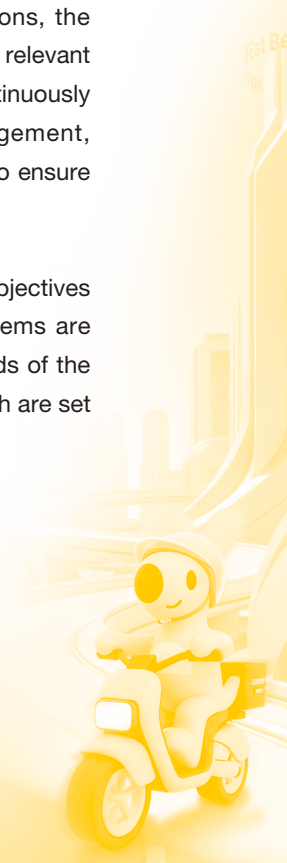 ons, the
relevant
tinuously
gement,
o ensure
bjectives
ems are
ds of the
h are set